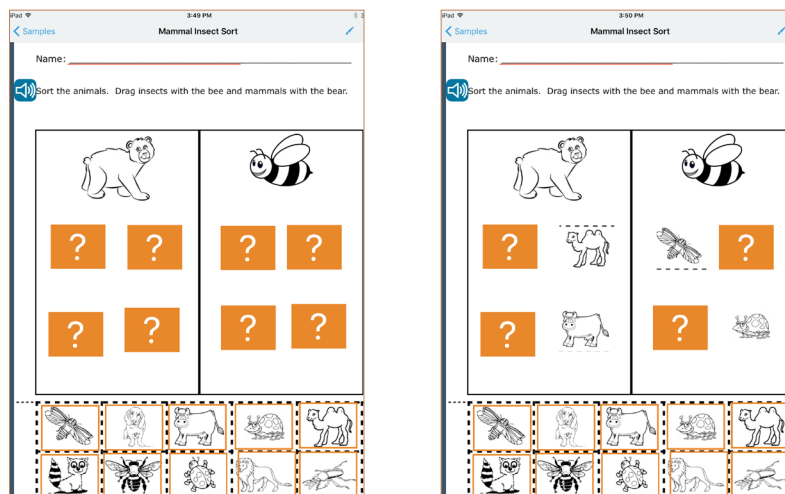 iPad 3:49 PM
Samples Mammal Insect Sort
Name:
Sort the animals. Drag insects with the bee and mammals with the bear.
? ? ? ?
? ? ? ?
iPad 3:50 PM
Samples Mammal Insect Sort
Name:
Sort the animals. Drag insects with the bee and mammals with the bear.
? ?
? ?